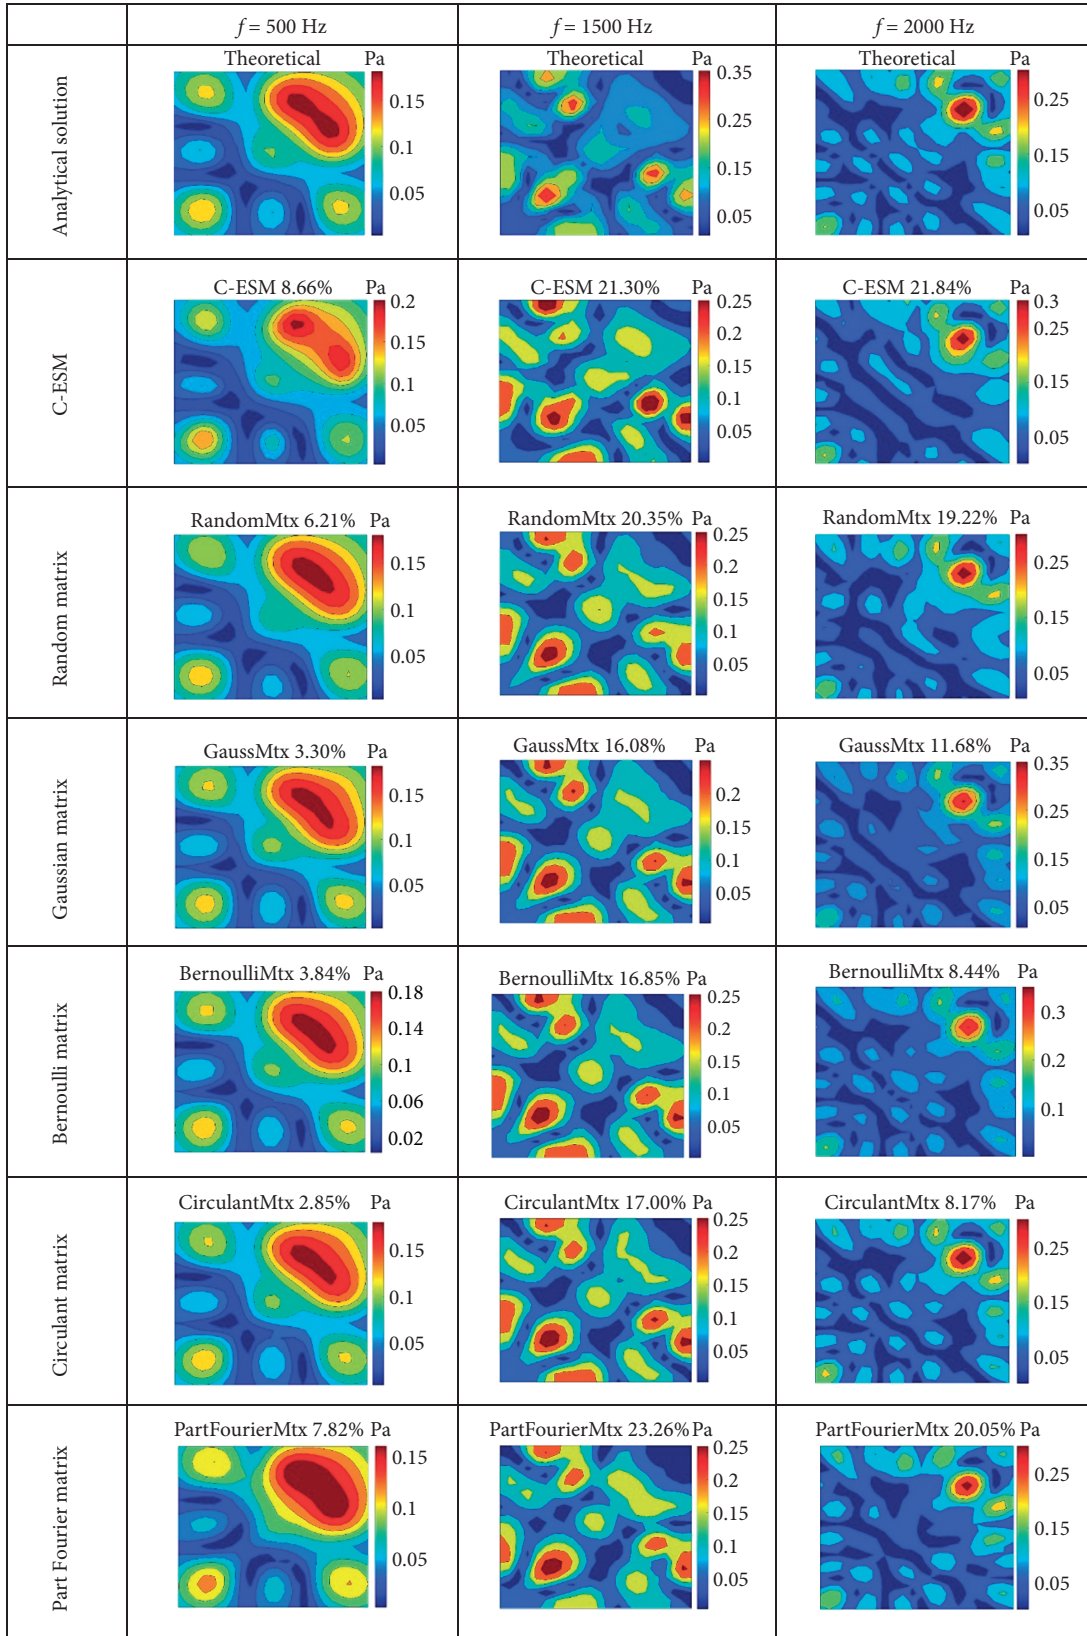 f = 500 Hz
f = 1500 Hz
f = 2000 Hz
Analytical solution
Theoretical Pa
0.15
0.1
0.05
Theoretical Pa
0.35
0.25
0.15
0.05
Theoretical Pa
0.25
0.15
0.05
C-ESM
C-ESM 8.66% Pa
0.2
0.15
0.1
0.05
C-ESM 21.30% Pa
0.25
0.2
0.15
0.1
0.05
C-ESM 21.84% Pa
0.3
0.25
0.15
0.05
Random matrix
RandomMtx 6.21% Pa
0.15
0.1
0.05
RandomMtx 20.35% Pa
0.25
0.2
0.15
0.1
0.05
RandomMtx 19.22% Pa
0.25
0.15
0.05
Gaussian matrix
GaussMtx 3.30% Pa
0.15
0.1
0.05
GaussMtx 16.08% Pa
0.2
0.15
0.1
0.05
GaussMtx 11.68% Pa
0.35
0.25
0.15
0.05
Bernoulli matrix
BernoulliMtx 3.84% Pa
0.18
0.14
0.1
0.06
0.02
BernoulliMtx 16.85% Pa
0.25
0.2
0.15
0.1
0.05
BernoulliMtx 8.44% Pa
0.3
0.2
0.1
Circulant matrix
CirculantMtx 2.85% Pa
0.15
0.1
0.05
CirculantMtx 17.00% Pa
0.25
0.2
0.15
0.1
0.05
CirculantMtx 8.17% Pa
0.25
0.15
0.05
Part Fourier matrix
PartFourierMtx 7.82% Pa
0.15
0.1
0.05
PartFourierMtx 23.26% Pa
0.25
0.2
0.15
0.1
0.05
PartFourierMtx 20.05% Pa
0.25
0.15
0.05